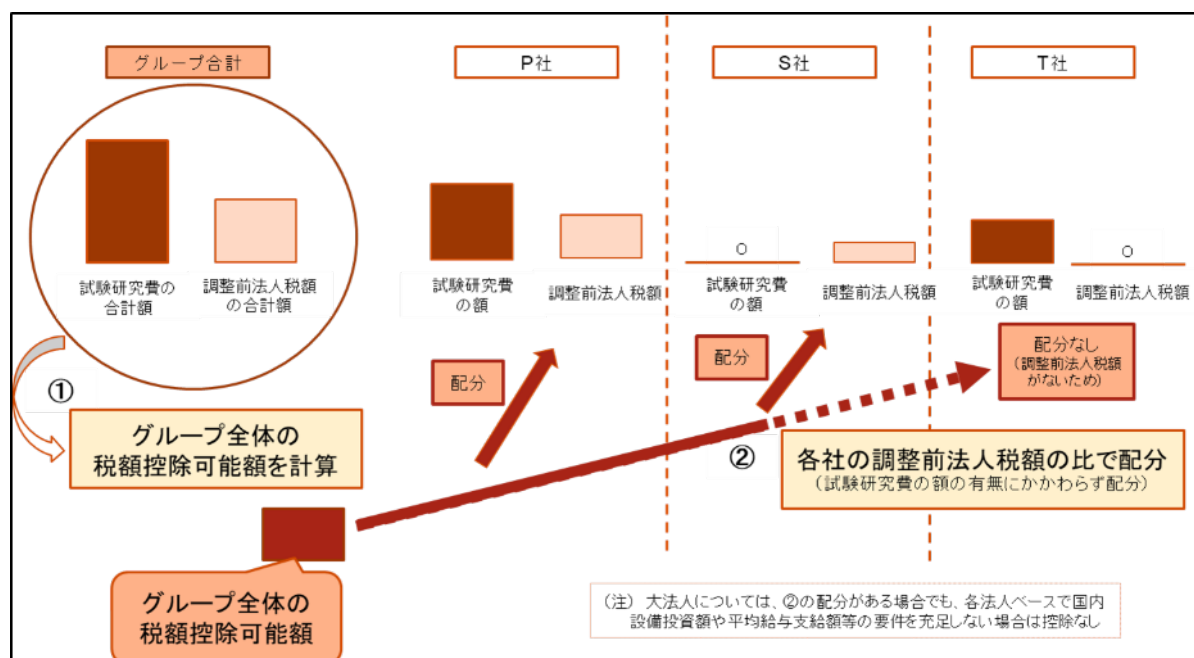 グループ合計
P社
S社
T社
試験研究費の
合計額
調整前法人税額
の合計額
試験研究費
の額
調整前法人税額
0
試験研究費
の額
調整前法人税額
試験研究費
の額
0
調整前法人税額
①
グループ全体の
税額控除可能額を計算
配分
配分
配分なし
(調整前法人税額
がないため)
②
各社の調整前法人税額の比で配分
(試験研究費の額の有無にかかわらず配分)
グループ全体の
税額控除可能額
(注) 大法人については、②の配分がある場合でも、各法人ベースで国内
設備投資額や平均給与支給額等の要件を充足しない場合は控除なし